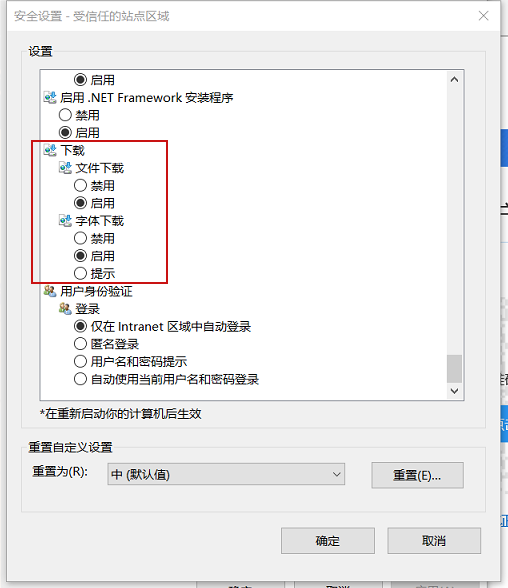 安全设置 - 受信任的站点区域
设置
启用
启用 .NET Framework 安装程序
禁用
启用
下载
文件下载
禁用
启用
字体下载
禁用
启用
提示
用户身份验证
登录
仅在 Intranet 区域中自动登录
匿名登录
用户名和密码提示
自动使用当前用户名和密码登录
*在重新启动你的计算机后生效
重置自定义设置
重置为(R):
中 (默认值)
重置(E)...
确定
取消